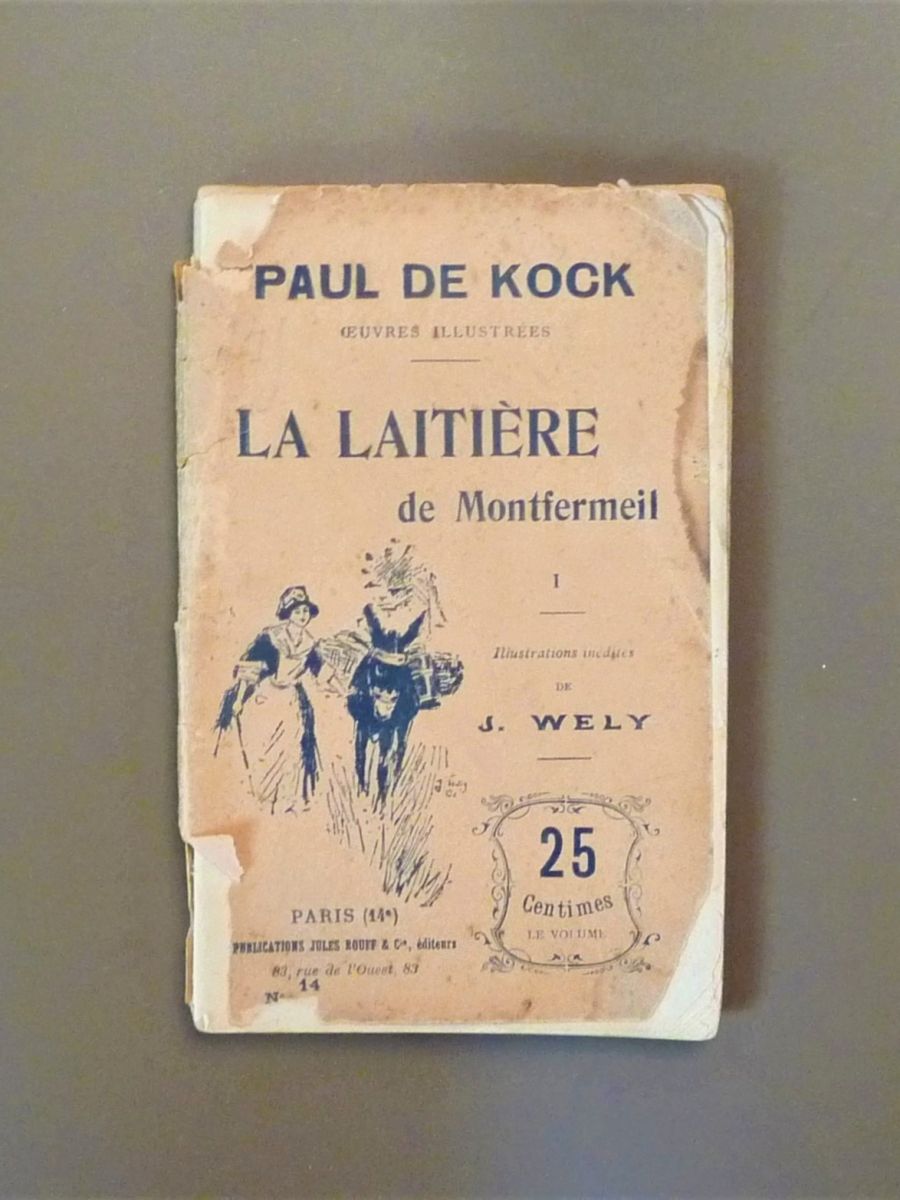 PAUL DE KOCK
ŒUVRES ILLUSTRÉES
LA LAITIÈRE
de Montfermeil
I
Illustrations inédites
DE
J. WELY
25
Centimes
LE VOLUME
PARIS (14e)
PUBLICATIONS JULES ROUFF & Cie, éditeurs
83, rue de l'Ouest, 83
No 14